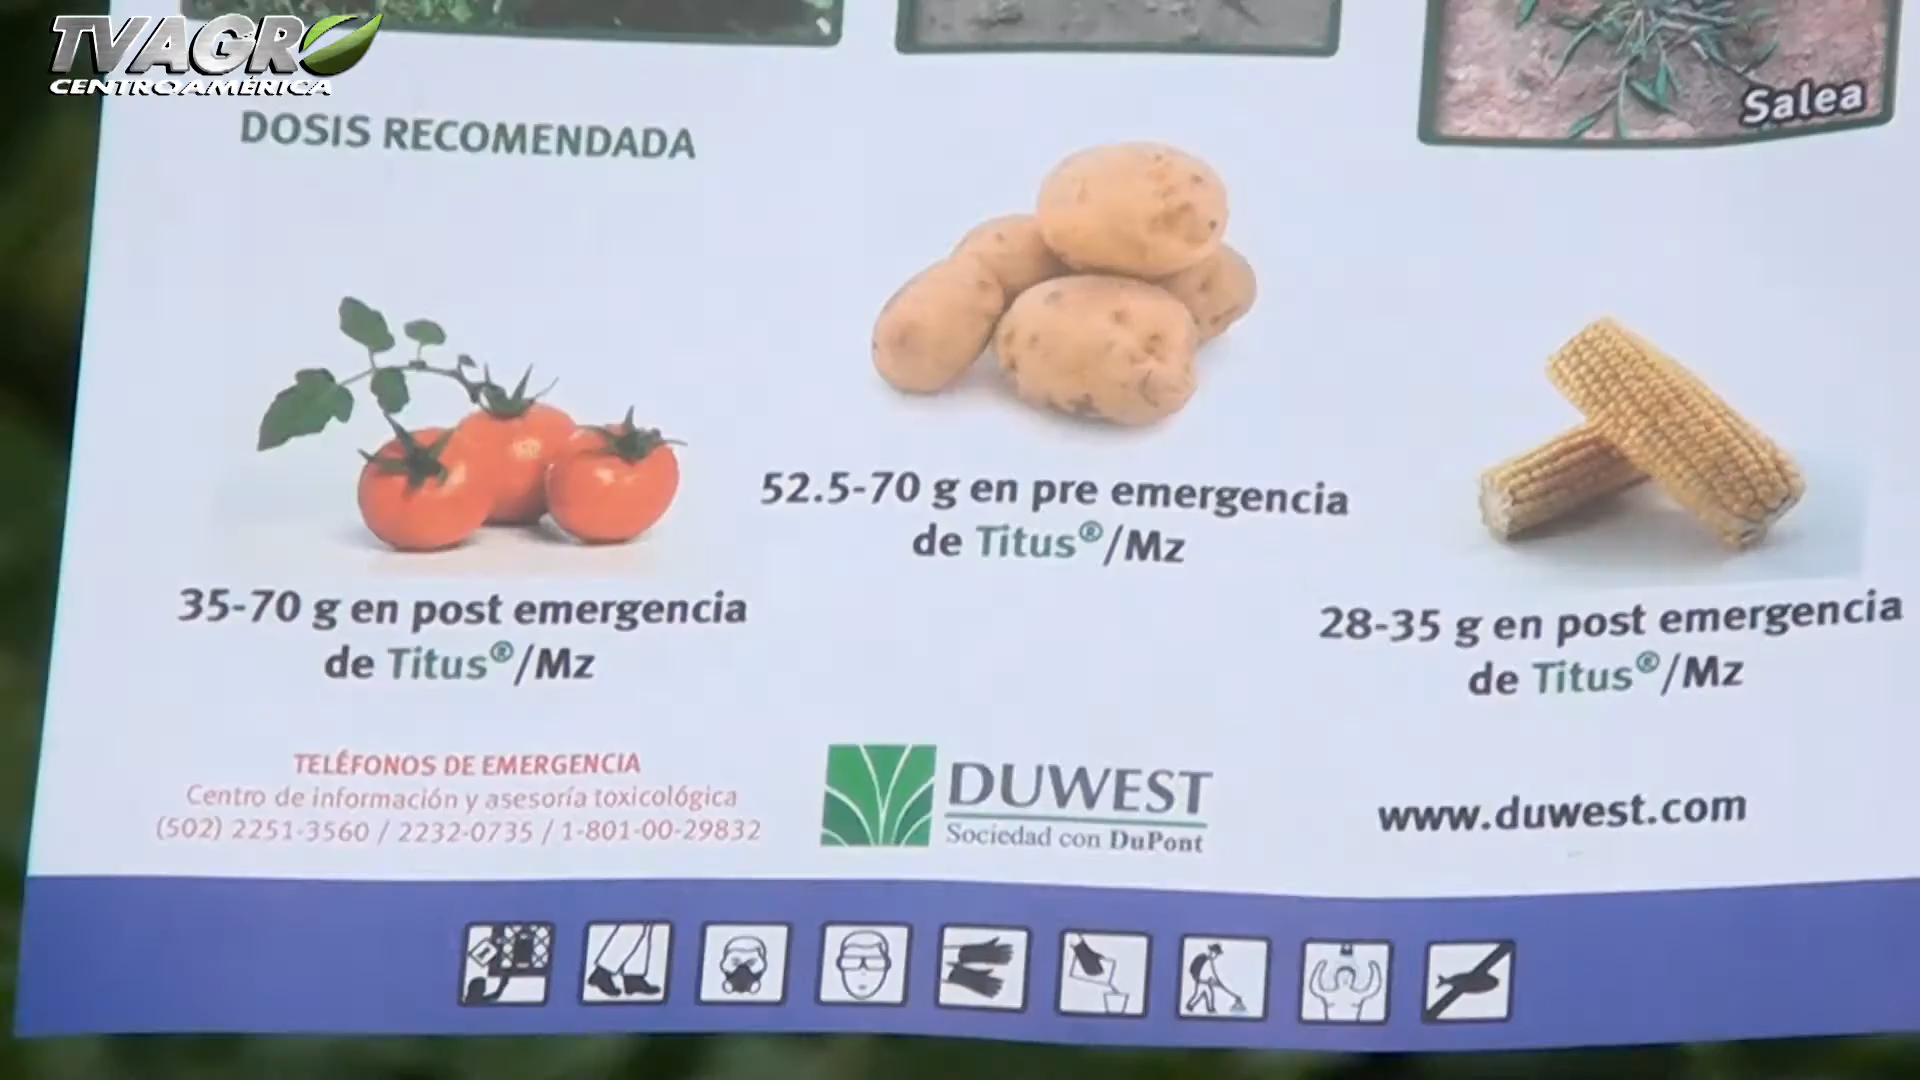 TVAGRO
CENTROAMÉRICA
Salea
DOSIS RECOMENDADA
52.5-70 g en pre emergencia
de Titus®/Mz
35-70 g en post emergencia
de Titus®/Mz
28-35 g en post emergencia
de Titus®/Mz
TELÉFONOS DE EMERGENCIA
Centro de información y asesoría toxicológica
(502) 2251-3560 / 2232-0735 / 1-801-00-29832
DUWEST
Sociedad con DuPont
www.duwest.com